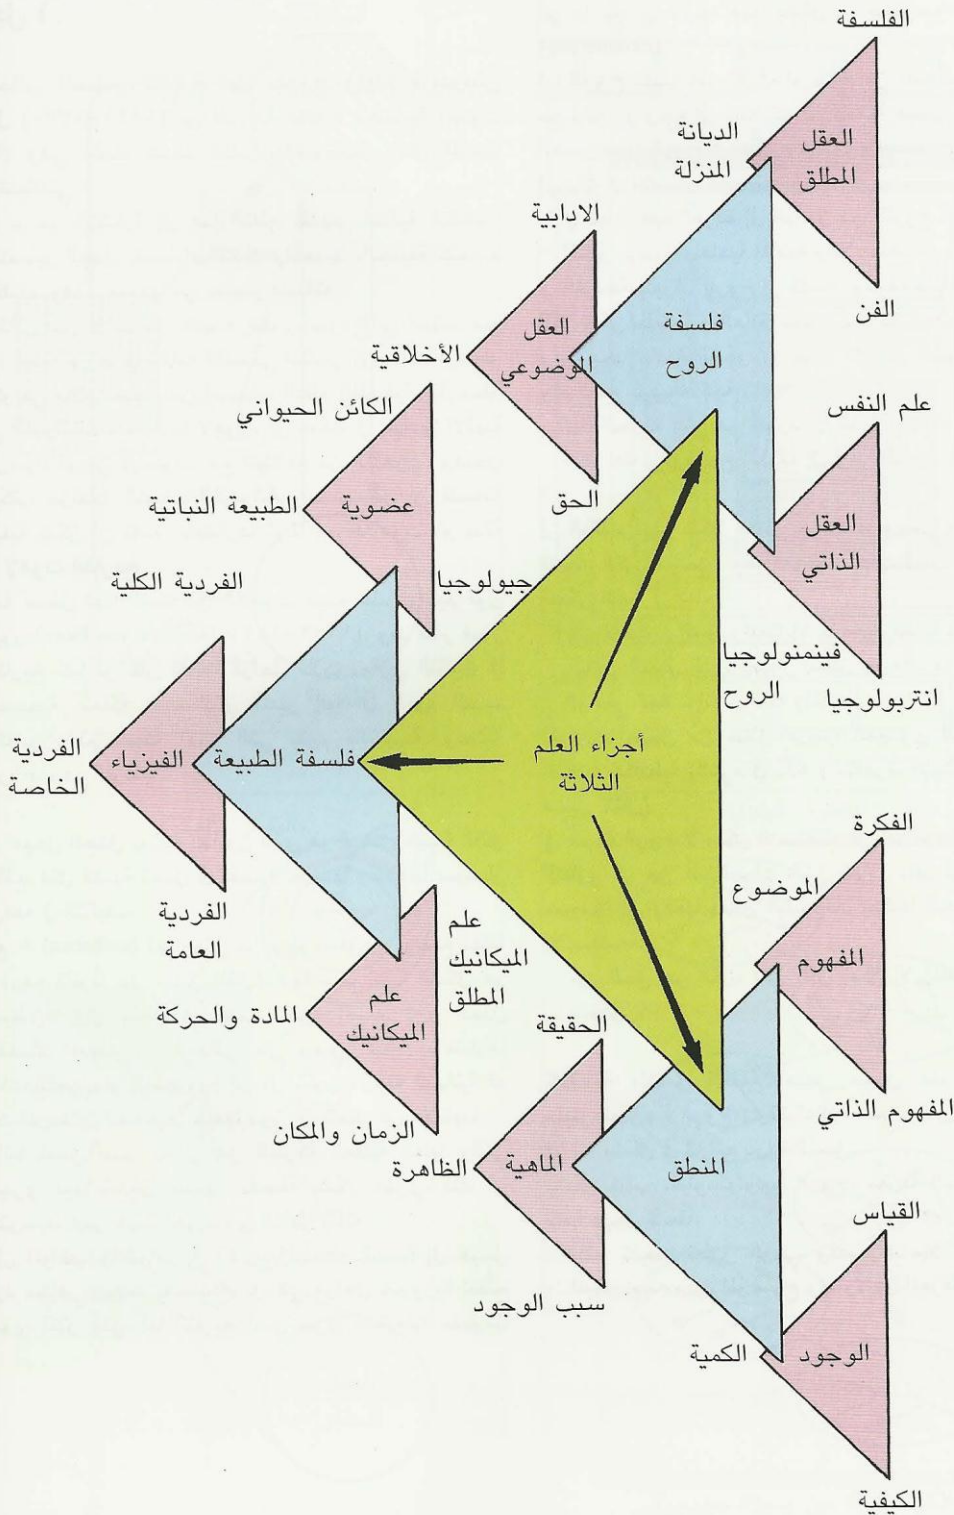 الفلسفة
العقل
المطلق
الديانة
المنزلة
الفن
الادابية
العقل
الموضوعي
الأخلاقية
الحق
فلسفة
الروح
علم النفس
العقل
الذاتي
فينمنولوجيا
الروح
انتربولوجيا
الكائن الحيواني
عضوية
الطبيعة النباتية
جيولوجيا
الفردية الكلية
الفيزياء
الفردية
الخاصة
الفردية
العامة
فلسفة الطبيعة
أجزاء العلم
الثلاثة
علم
الميكانيك
المطلق
علم
الميكانيك
المادة والحركة
الزمان والمكان
الفكرة
الموضوع
المفهوم
المفهوم الذاتي
الحقيقة
الماهية
الظاهرة
سبب الوجود
المنطق
القياس
الوجود
الكمية
الكيفية